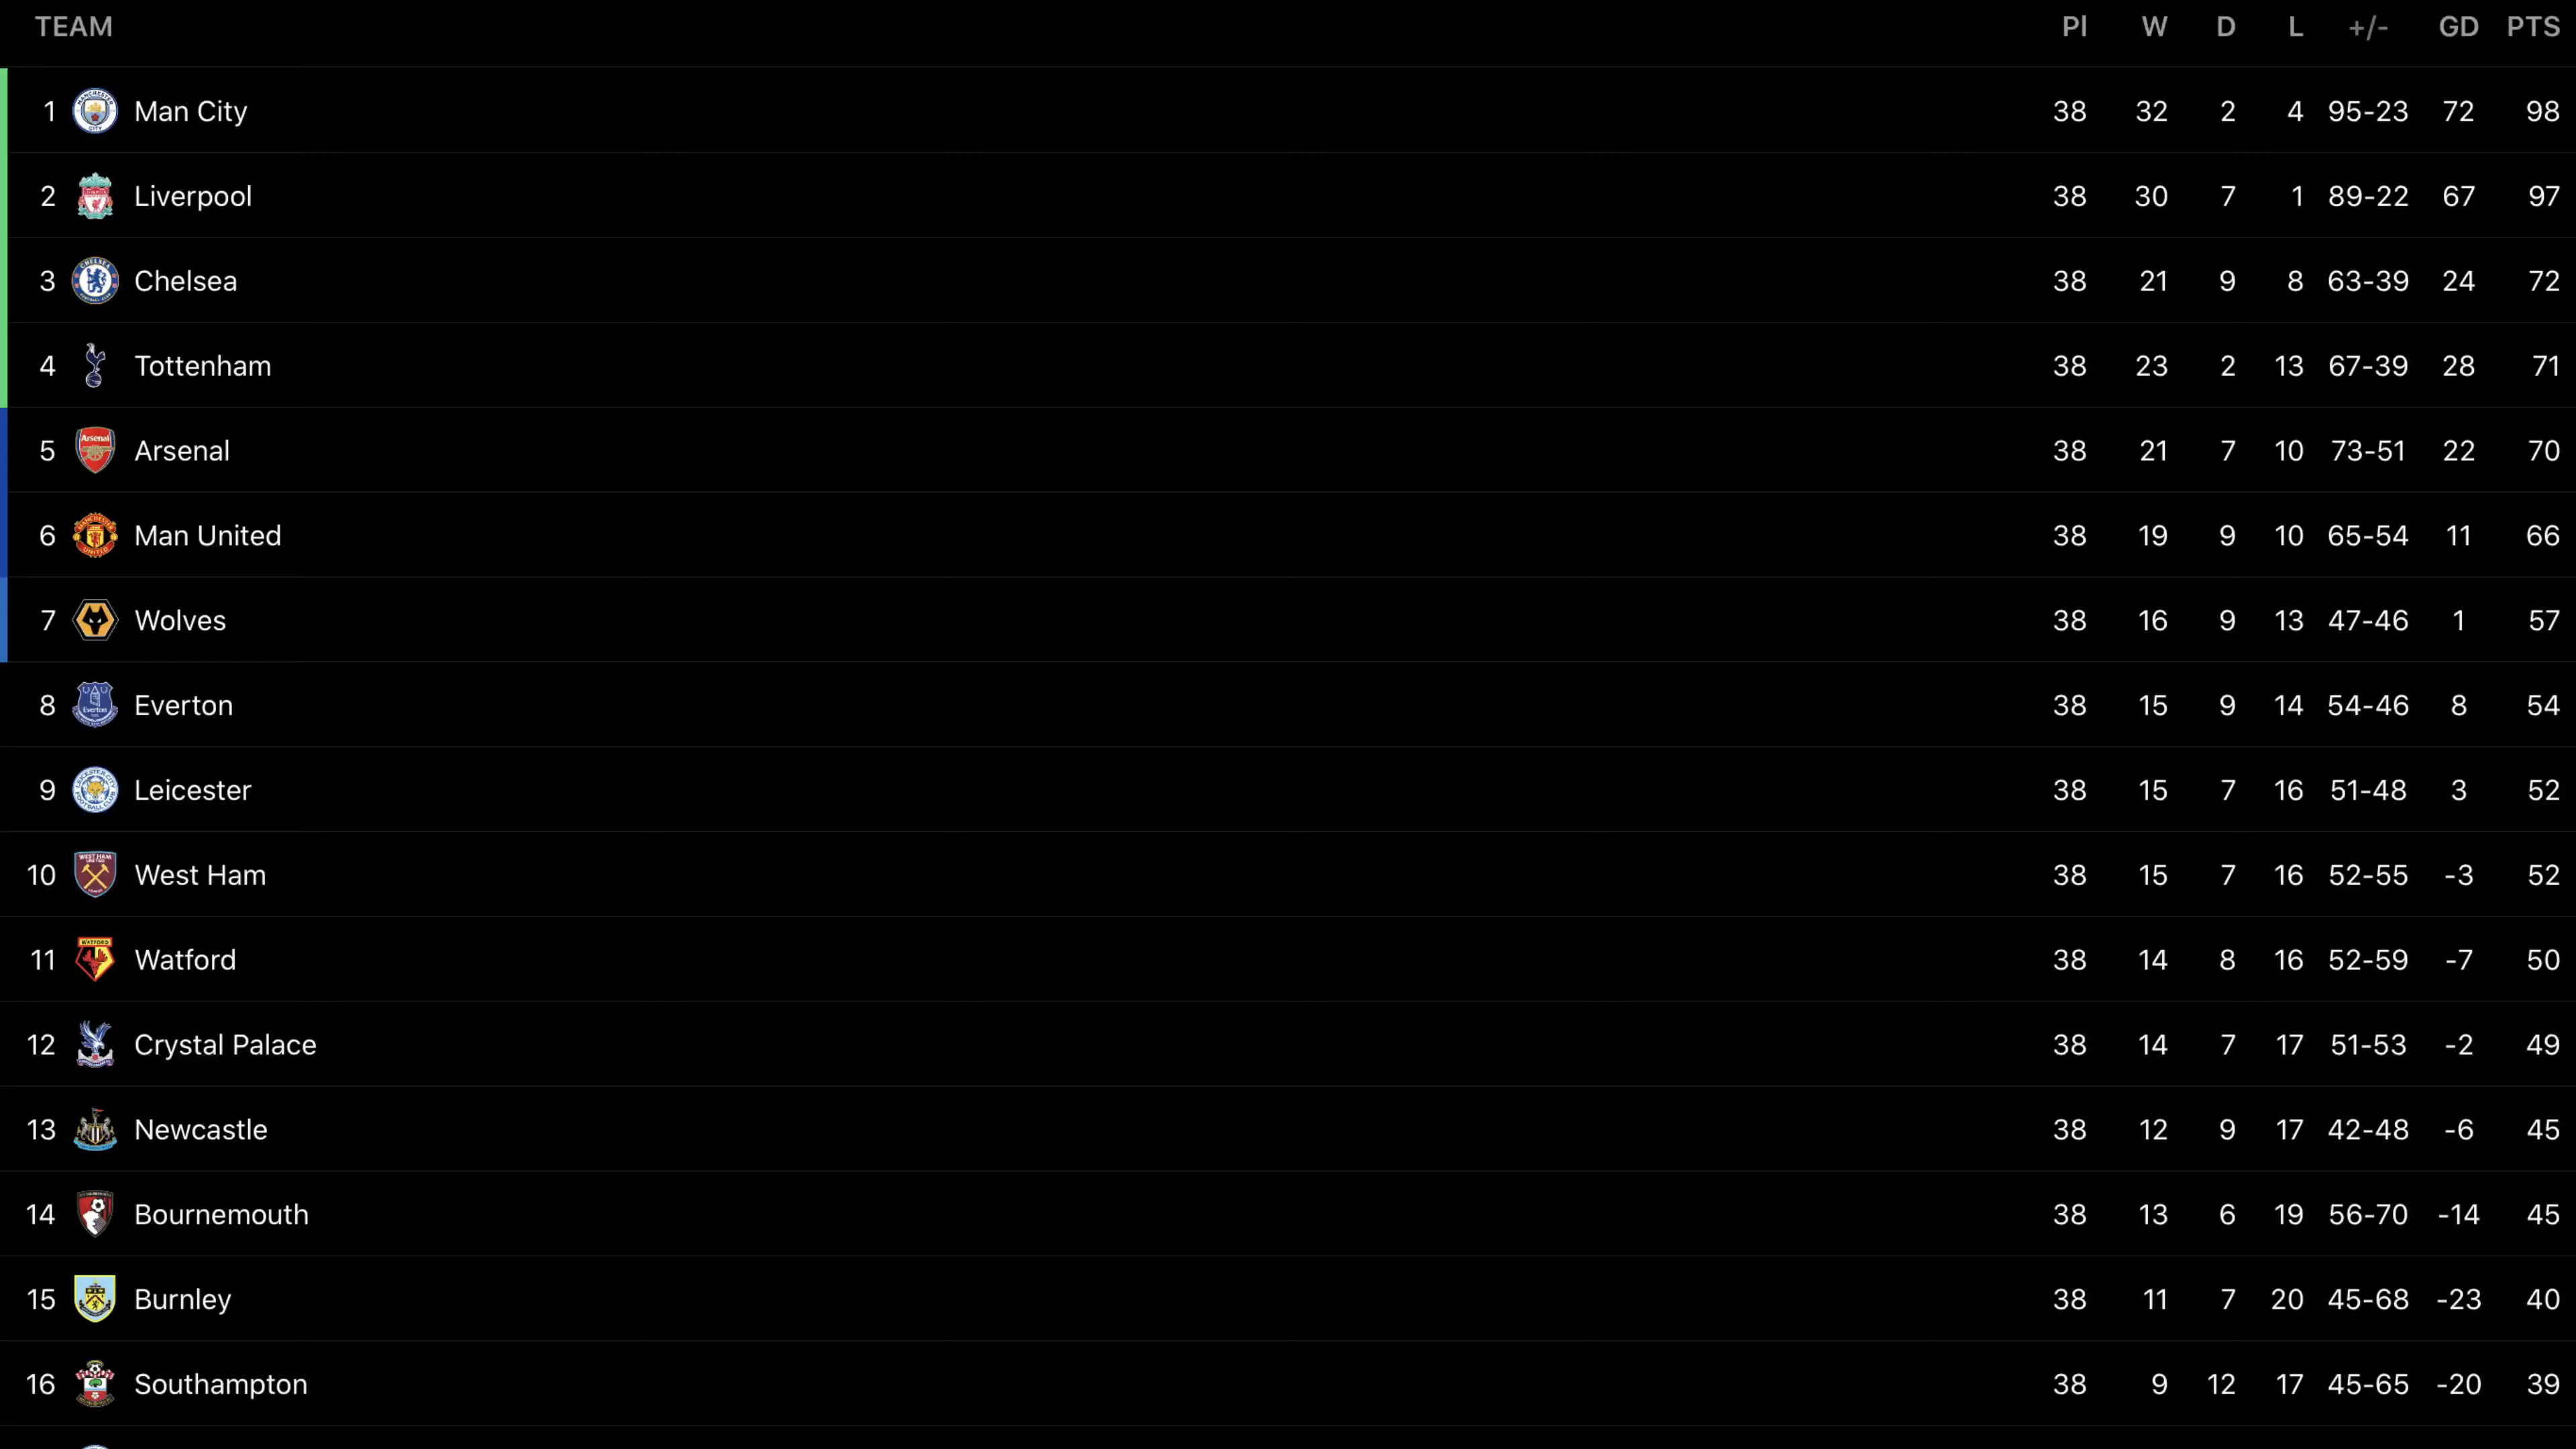 TEAM Pl W D L +/- GD PTS
1 Man City 38 32 2 4 95-23 72 98
2 Liverpool 38 30 7 1 89-22 67 97
3 Chelsea 38 21 9 8 63-39 24 72
4 Tottenham 38 23 2 13 67-39 28 71
5 Arsenal 38 21 7 10 73-51 22 70
6 Man United 38 19 9 10 65-54 11 66
7 Wolves 38 16 9 13 47-46 1 57
8 Everton 38 15 9 14 54-46 8 54
9 Leicester 38 15 7 16 51-48 3 52
10 West Ham 38 15 7 16 52-55 -3 52
11 Watford 38 14 8 16 52-59 -7 50
12 Crystal Palace 38 14 7 17 51-53 -2 49
13 Newcastle 38 12 9 17 42-48 -6 45
14 Bournemouth 38 13 6 19 56-70 -14 45
15 Burnley 38 11 7 20 45-68 -23 40
16 Southampton 38 9 12 17 45-65 -20 39